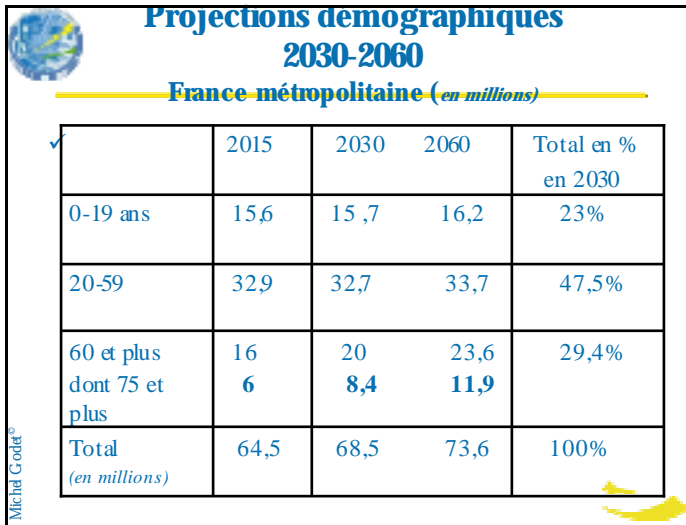 Projections démographiques
2030-2060
France métropolitaine (en millions)
2015 2030 2060 Total en %
en 2030
0-19 ans 15,6 15 ,7 16,2 23%
20-59 32,9 32,7 33,7 47,5%
60 et plus 16 20 23,6 29,4%
dont 75 et 6 8,4 11,9
plus
Total 64,5 68,5 73,6 100%
(en millions)
Michel Godet©